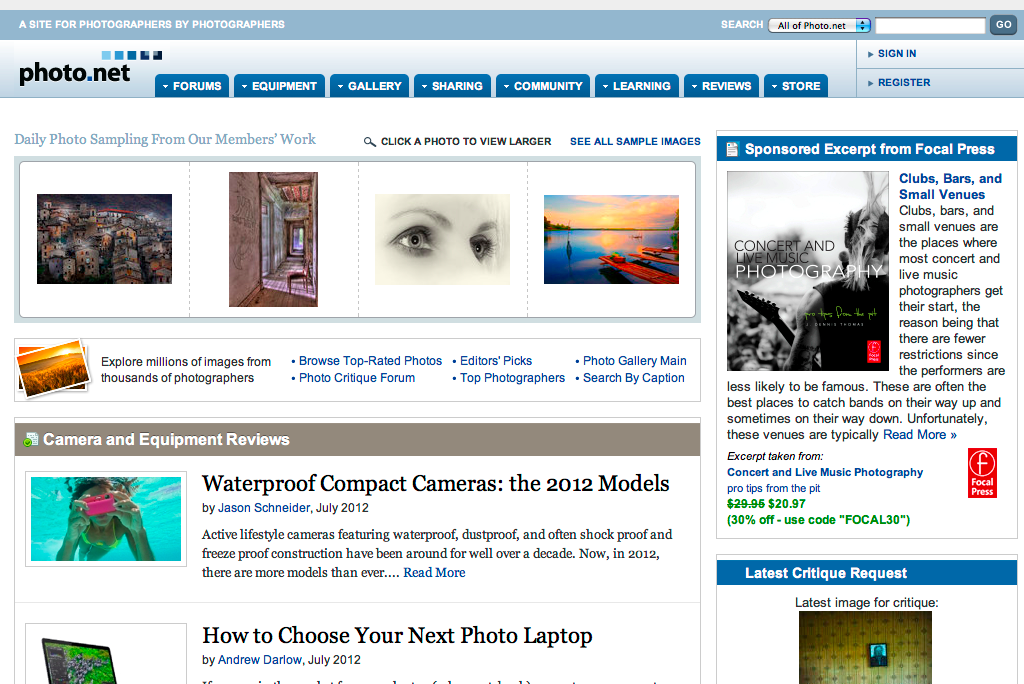 A SITE FOR PHOTOGRAPHERS BY PHOTOGRAPHERS
SEARCH All of Photo.net GO
photo.net
FORUMS EQUIPMENT GALLERY SHARING COMMUNITY LEARNING REVIEWS STORE
SIGN IN
REGISTER
Daily Photo Sampling From Our Members' Work
CLICK A PHOTO TO VIEW LARGER
SEE ALL SAMPLE IMAGES
Explore millions of images from
thousands of photographers
• Browse Top-Rated Photos • Editors' Picks • Photo Gallery Main
• Photo Critique Forum • Top Photographers • Search By Caption
Camera and Equipment Reviews
Waterproof Compact Cameras: the 2012 Models
by Jason Schneider, July 2012
Active lifestyle cameras featuring waterproof, dustproof, and often shock proof and
freeze proof construction have been around for well over a decade. Now, in 2012,
there are more models than ever.... Read More
How to Choose Your Next Photo Laptop
by Andrew Darlow, July 2012
Sponsored Excerpt from Focal Press
CONCERT AND
LIVE MUSIC
PHOTOGRAPHY
pro tips from the pit
J. DENNIS THOMAS
Clubs, Bars, and
Small Venues
Clubs, bars, and
small venues are
the places where
most concert and
live music
photographers get
their start, the
reason being that
there are fewer
restrictions since
the performers are
less likely to be famous. These are often the
best places to catch bands on their way up and
sometimes on their way down. Unfortunately,
these venues are typically Read More »
Excerpt taken from:
Concert and Live Music Photography
pro tips from the pit
$29.95 $20.97
(30% off - use code "FOCAL30")
Focal
Press
Latest Critique Request
Latest image for critique: